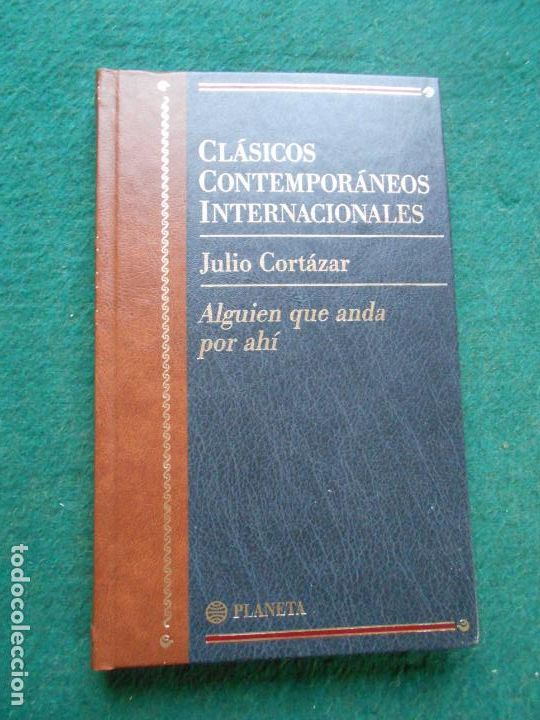 CLÁSICOS
CONTEMPORÁNEOS
INTERNACIONALES
Julio Cortázar
Alguien que anda
por ahí
PLANETA
todocoleccion